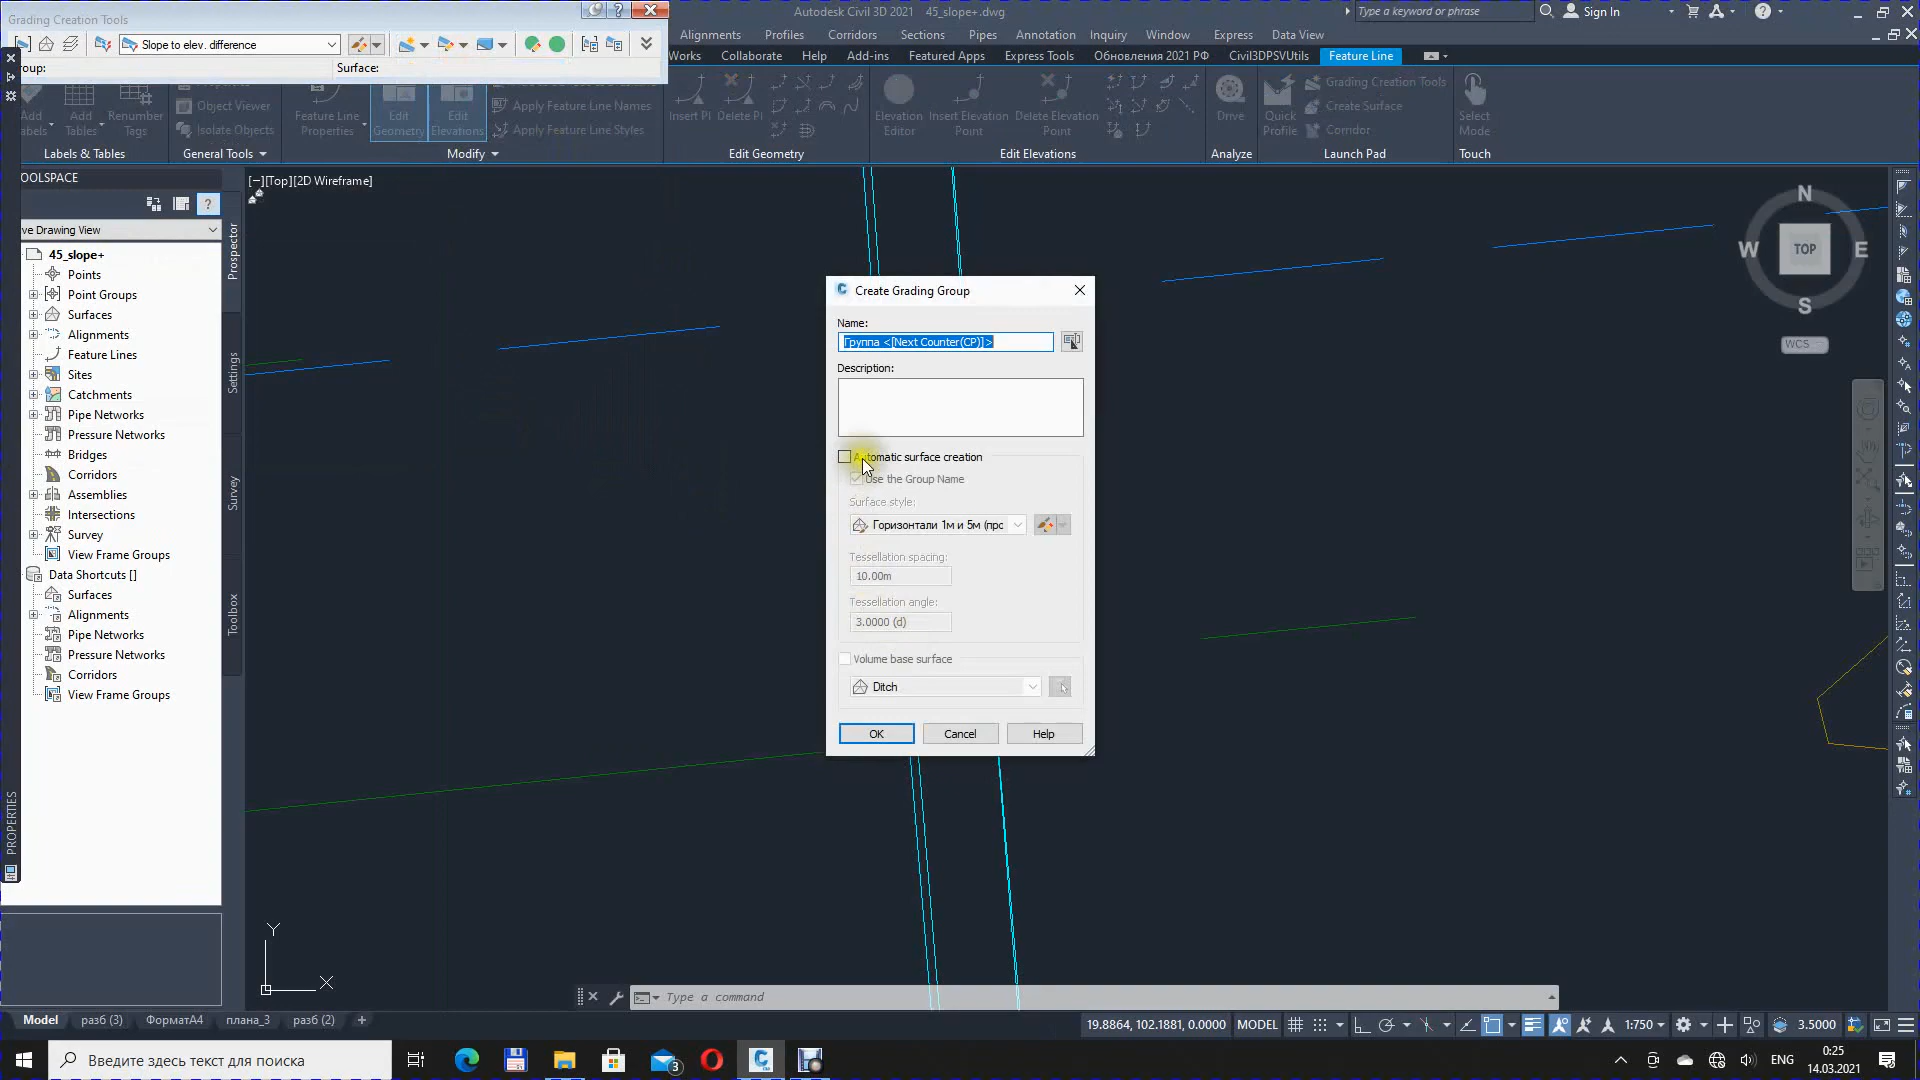 Grading Creation Tools
Autodesk Civil 3D 2021 45_slope+.dwg
Type a keyword or phrase
Sign In
Slope to elev. difference
roup:
Surface:
Alignments Profiles Corridors Sections Pipes Annotation Inquiry Window Express Data View
Works Collaborate Help Add-ins Featured Apps Express Tools Обновления 2021 РФ Civil3DPSVUtils Feature Line
Add
abels
Add
Tables
Renumber
Tags
Object Viewer
Isolate Objects
Feature Line
Properties
Edit
Geometry
Edit
Elevations
Apply Feature Line Names
Apply Feature Line Styles
Insert PI
Delete PI
Elevation
Editor
Insert Elevation
Point
Delete Elevation
Point
Drive
Quick
Profile
Grading Creation Tools
Create Surface
Corridor
Select
Mode
Labels & Tables General Tools Modify Edit Geometry Edit Elevations Analyze Launch Pad Touch
OOLSPACE
ve Drawing View
45_slope+
Points
Point Groups
Surfaces
Alignments
Feature Lines
Sites
Catchments
Pipe Networks
Pressure Networks
Bridges
Corridors
Assemblies
Intersections
Survey
View Frame Groups
Data Shortcuts []
Surfaces
Alignments
Pipe Networks
Pressure Networks
Corridors
View Frame Groups
Prospector
Settings
Survey
Toolbox
PROPERTIES
[−][Top][2D Wireframe]
N
W TOP E
S
WCS
Create Grading Group
Name:
Группа <[Next Counter(CP)]>
Description:
Automatic surface creation
Use the Group Name
Surface style:
Горизонтали 1м и 5м (прс
Tessellation spacing:
10.00m
Tessellation angle:
3.0000 (d)
Volume base surface
Ditch
OK Cancel Help
Y
X
Type a command
Model разб (3) ФорматА4 плана_3 разб (2) +
19.8864, 102.1881, 0.0000 MODEL 1:750 3.5000
Введите здесь текст для поиска
3
ENG
0:25
14.03.2021